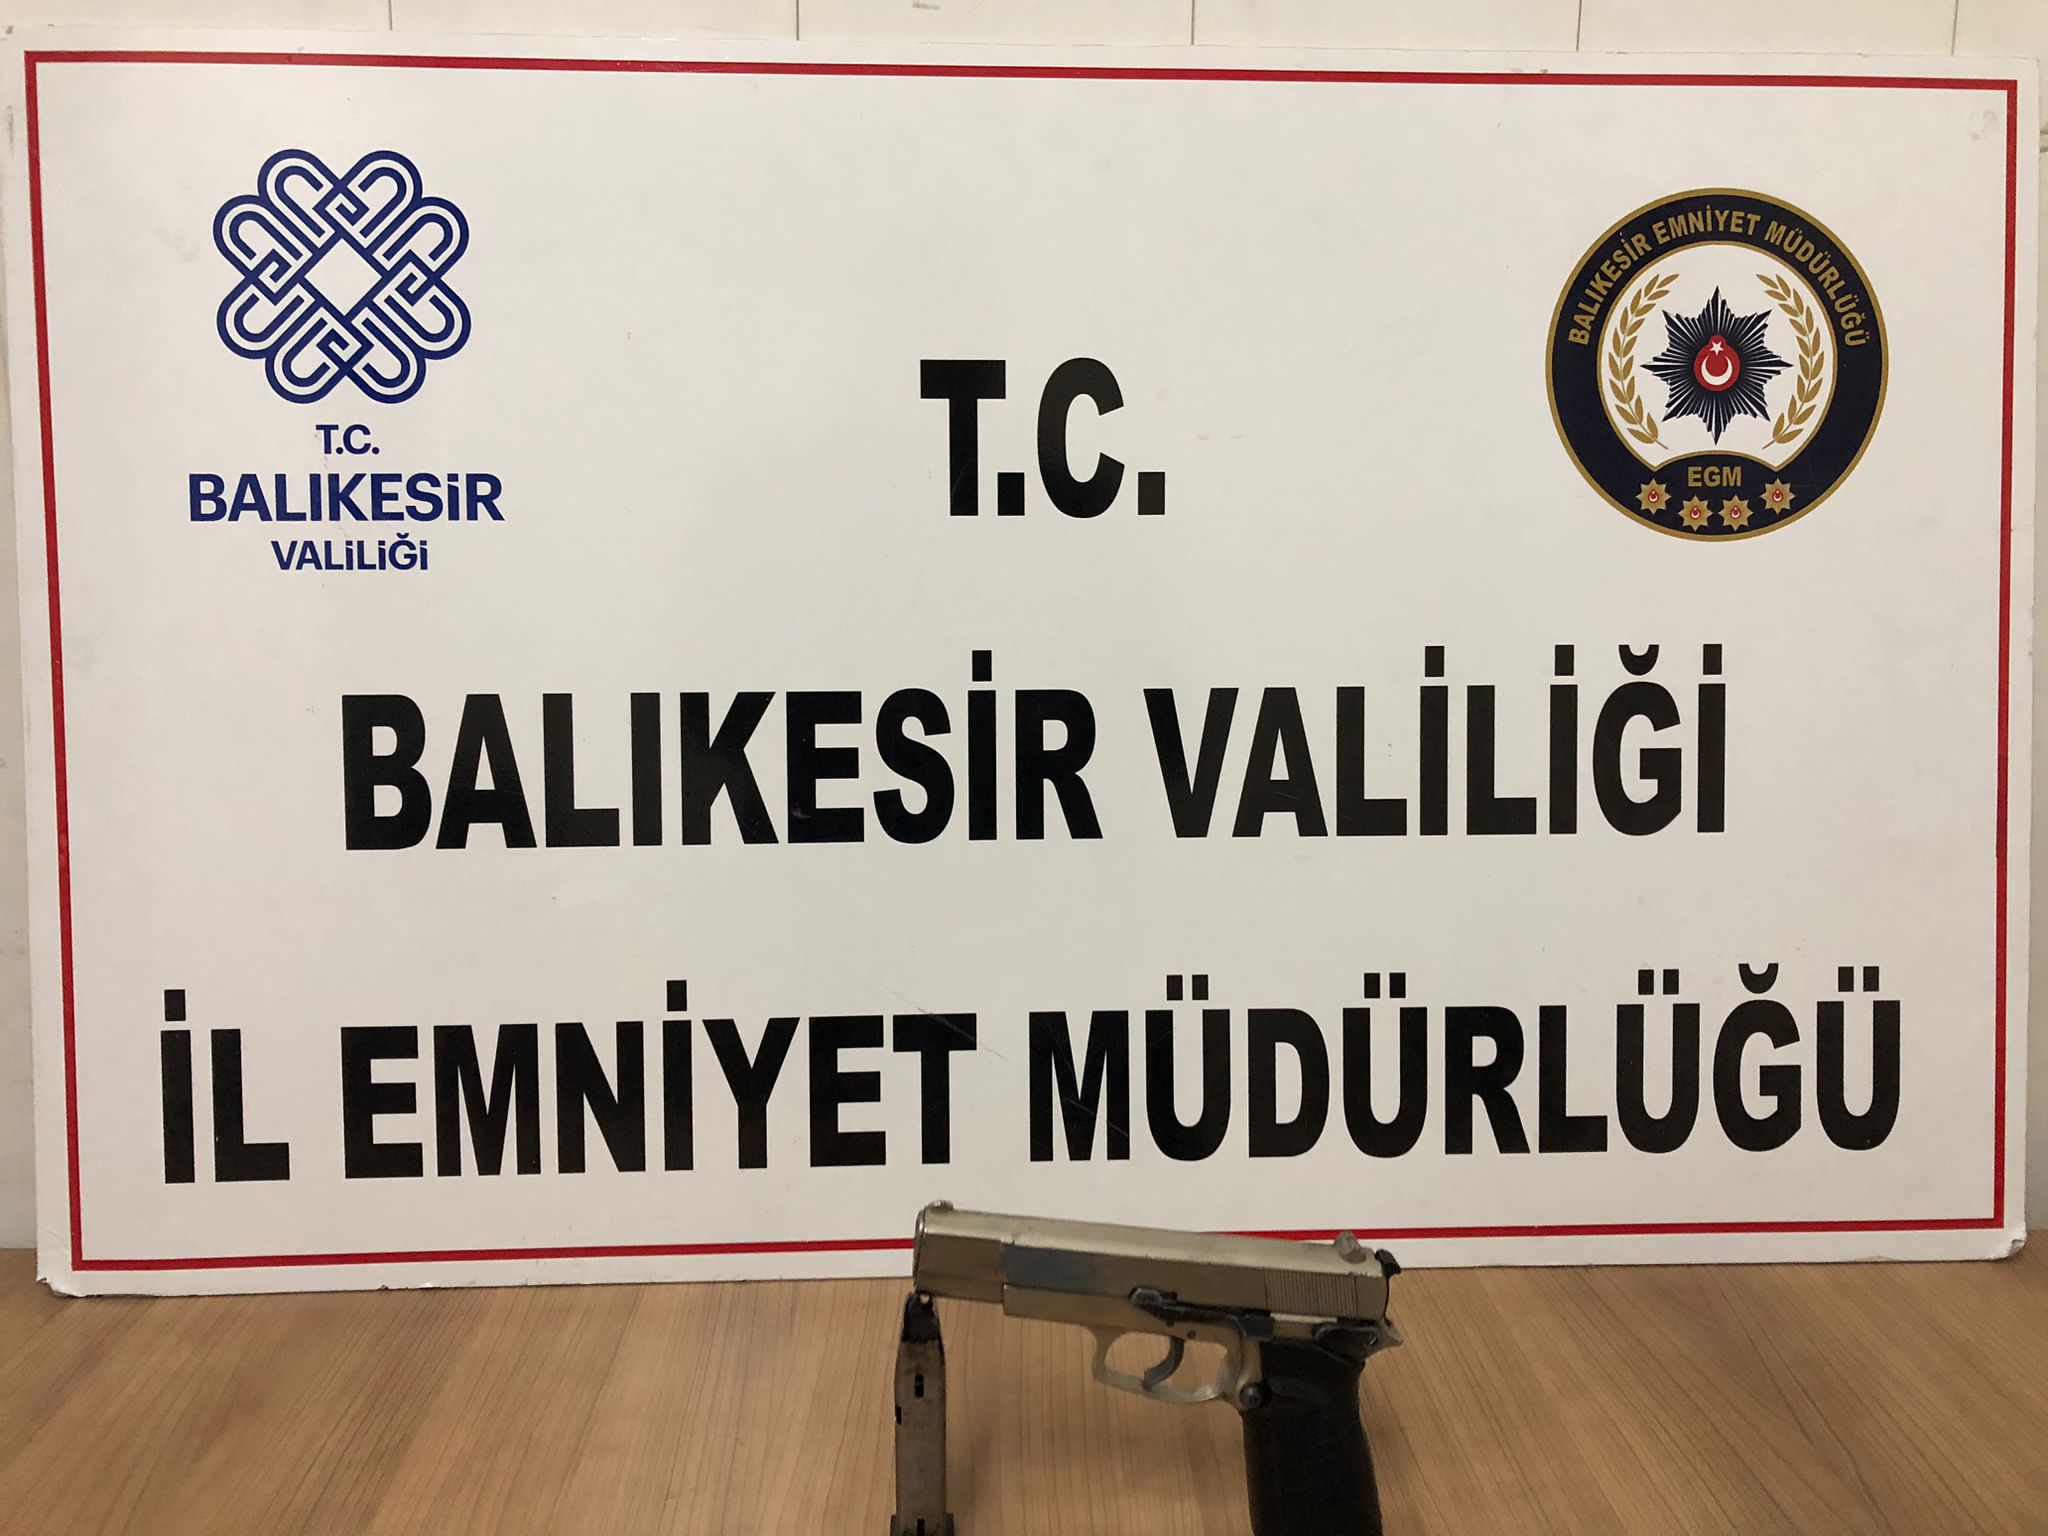 T.C.
BALIKESİR
VALİLİĞİ
BALIKESİR EMNİYET MÜDÜRLÜĞÜ
EGM
T.C.
BALIKESİR VALİLİĞİ
İL EMNİYET MÜDÜRLÜĞÜ